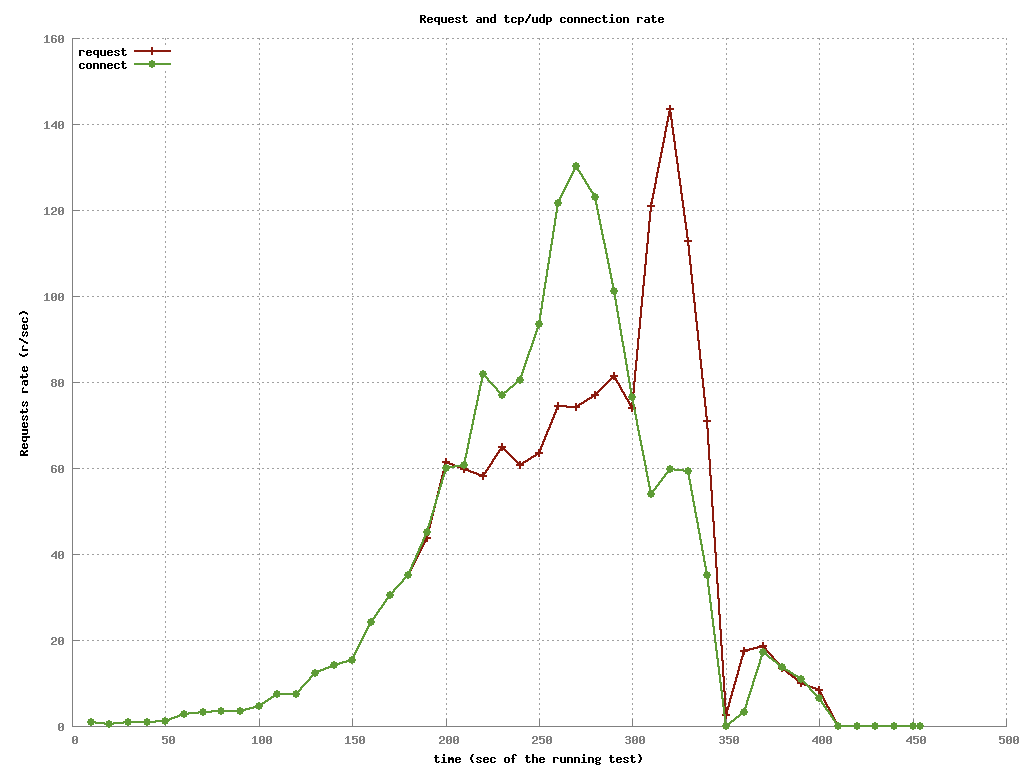 Request and tcp/udp connection rate
160
request
connect
140
120
100
80
60
40
20
0
Requests rate (r/sec)
0 50 100 150 200 250 300 350 400 450 500
time (sec of the running test)